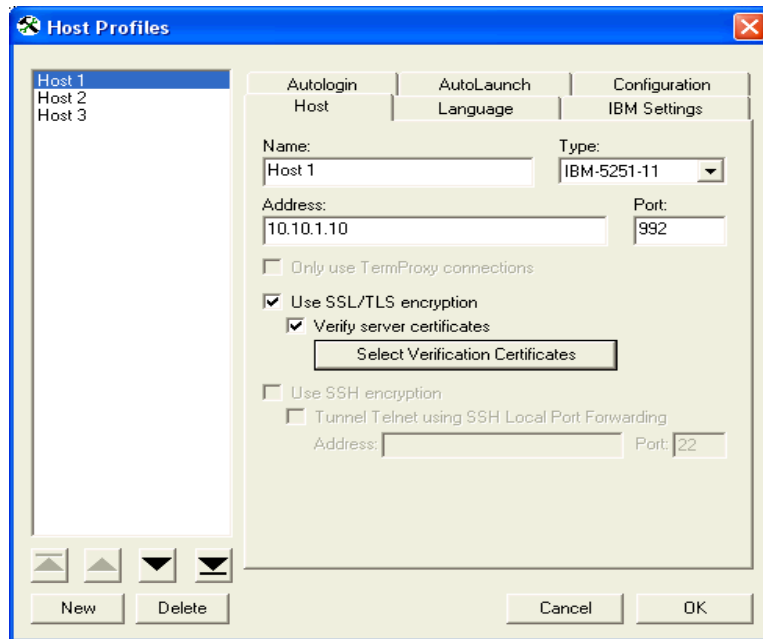 Host Profiles
Host 1
Host 2
Host 3
Autologin
AutoLaunch
Configuration
Host
Language
IBM Settings
Name:
Type:
Host 1
IBM-5251-11
Address:
Port:
10.10.1.10
992
Only use TermProxy connections
Use SSL/TLS encryption
Verify server certificates
Select Verification Certificates
Use SSH encryption
Tunnel Telnet using SSH Local Port Forwarding
Address:
Port:
22
New
Delete
Cancel
OK